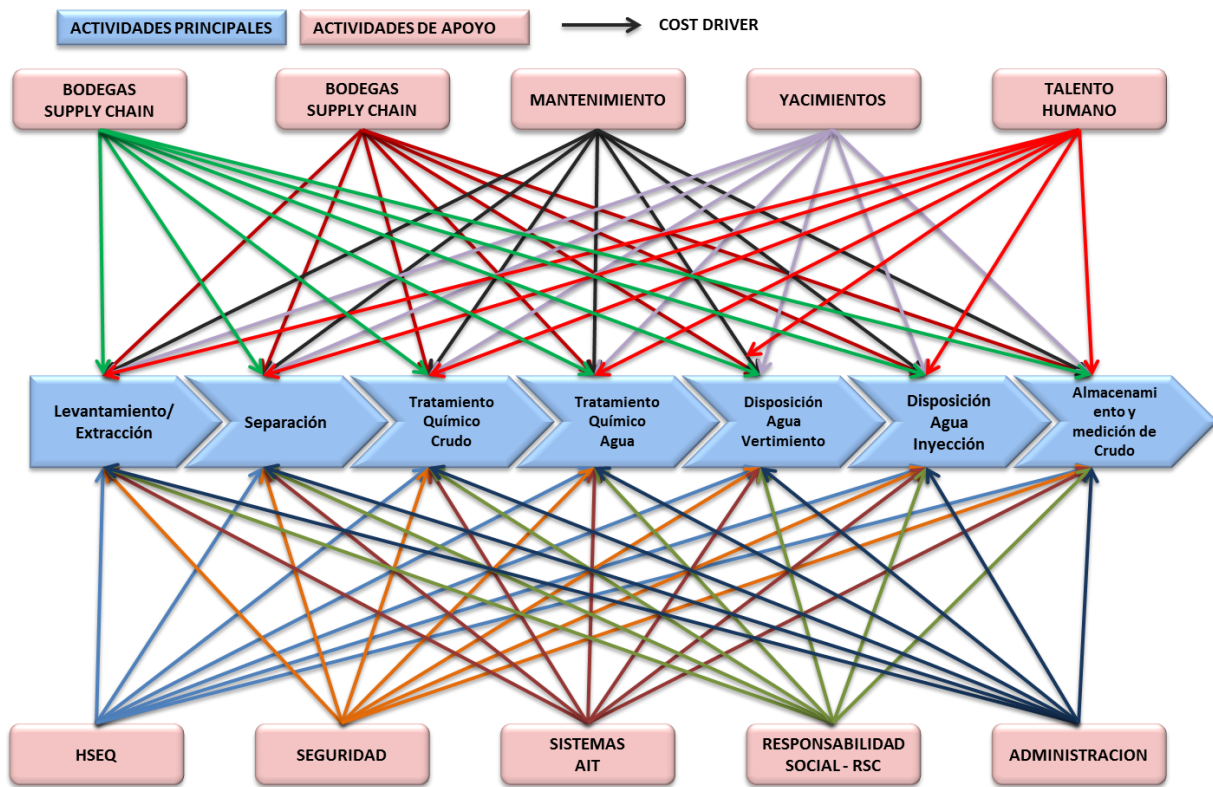 ACTIVIDADES PRINCIPALES
ACTIVIDADES DE APOYO
COST DRIVER
BODEGAS
SUPPLY CHAIN
BODEGAS
SUPPLY CHAIN
MANTENIMIENTO
YACIMIENTOS
TALENTO
HUMANO
Levantamiento/
Extracción
Separación
Tratamiento
Químico
Crudo
Tratamiento
Químico
Agua
Disposición
Agua
Vertimiento
Disposición
Agua
Inyección
Almacenami
ento y
medición de
Crudo
HSEQ
SEGURIDAD
SISTEMAS
AIT
RESPONSABILIDAD
SOCIAL - RSC
ADMINISTRACION